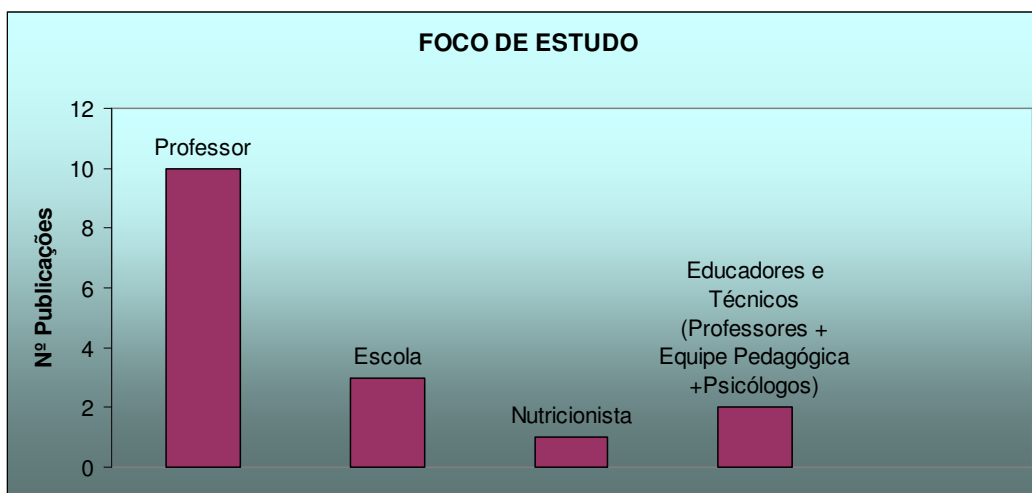 FOCO DE ESTUDO
Nº Publicações
12
10
8
6
4
2
0
Professor
Escola
Nutricionista
Educadores e
Técnicos
(Professores +
Equipe Pedagógica
+Psicólogos)